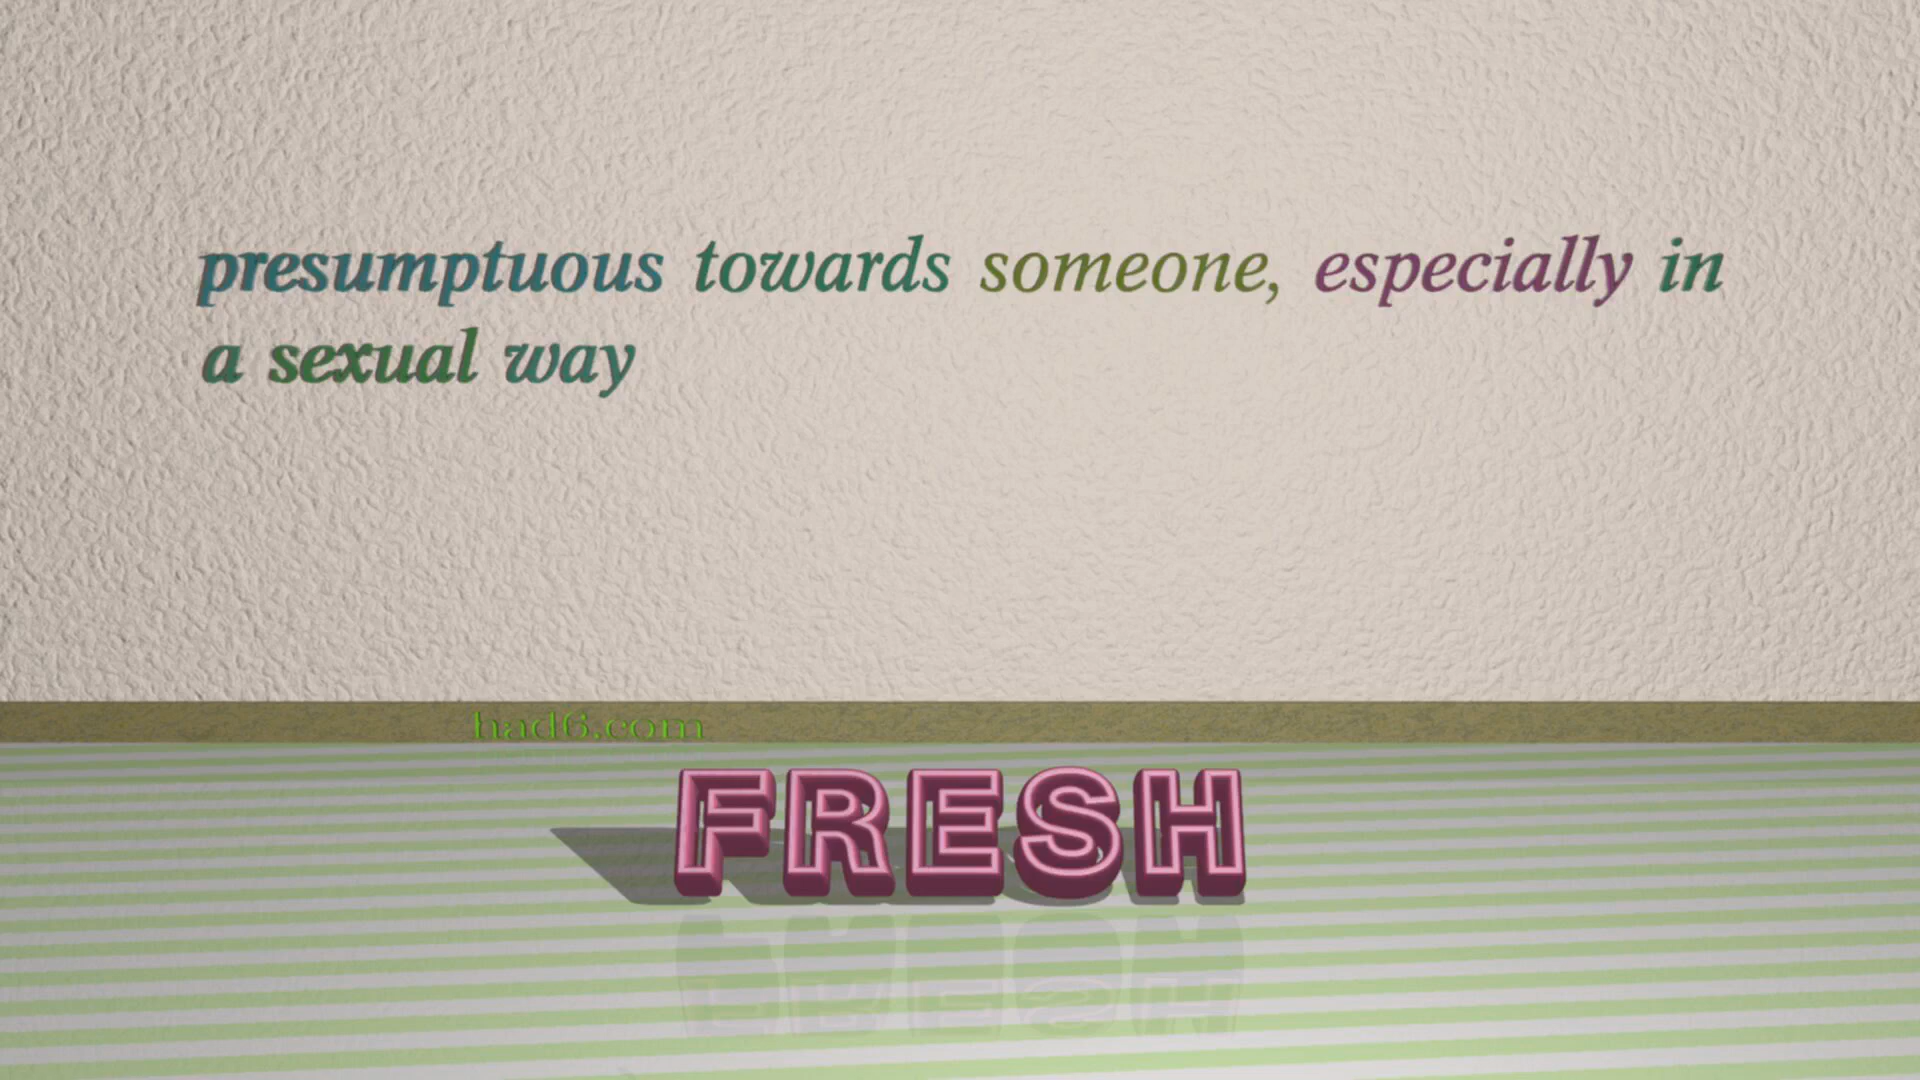 presumptuous towards someone, especially in
a sexual way
had6.com
FRESH